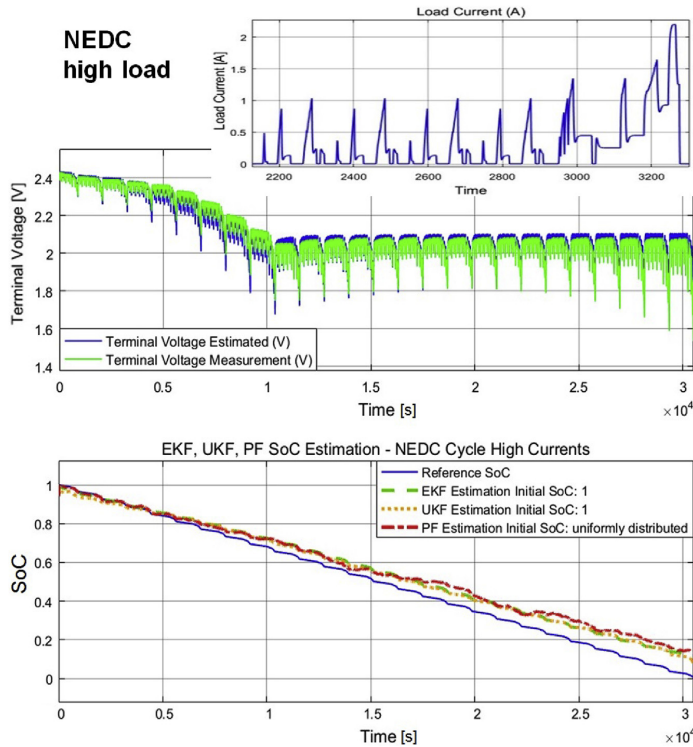 NEDC
high load
Load Current (A)
Load Current [A]
2
1.5
1
0.5
0
2200
2400
2600
2800
3000
3200
Time
Terminal Voltage [V]
2.4
2.2
2
1.8
1.6
1.4
Terminal Voltage Estimated (V)
Terminal Voltage Measurement (V)
0
5
1 0
1.5
2
2.5
3
×10⁴
Time [s]
EKF, UKF, PF SoC Estimation - NEDC Cycle High Currents
Reference SoC
EKF Estimation Initial SoC: 1
UKF Estimation Initial SoC: 1
PF Estimation Initial SoC: uniformly distributed
SoC
1
0.8
0.6
0.4
0.2
0
0
5
1 0
1.5
2
2.5
3
×10⁴
Time [s]